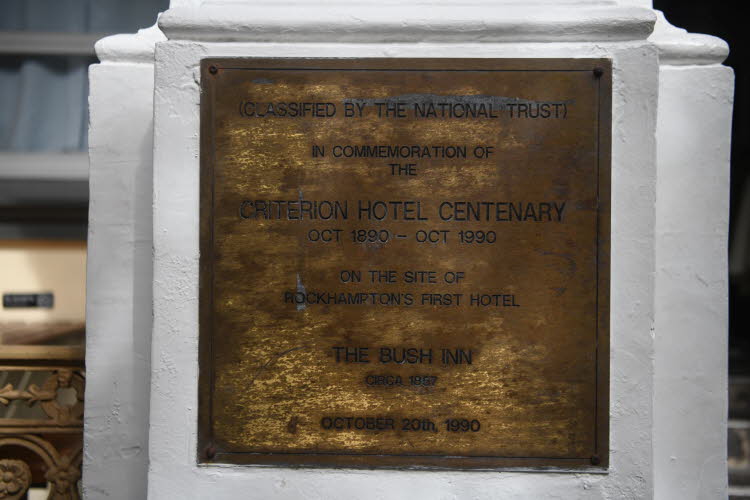 (CLASSIFIED BY THE NATIONAL TRUST)
IN COMMEMORATION OF
THE
CRITERION HOTEL CENTENARY
OCT 1890 - OCT 1990
ON THE SITE OF
ROCKHAMPTON'S FIRST HOTEL
THE BUSH INN
CIRCA 1857
OCTOBER 20th, 1990